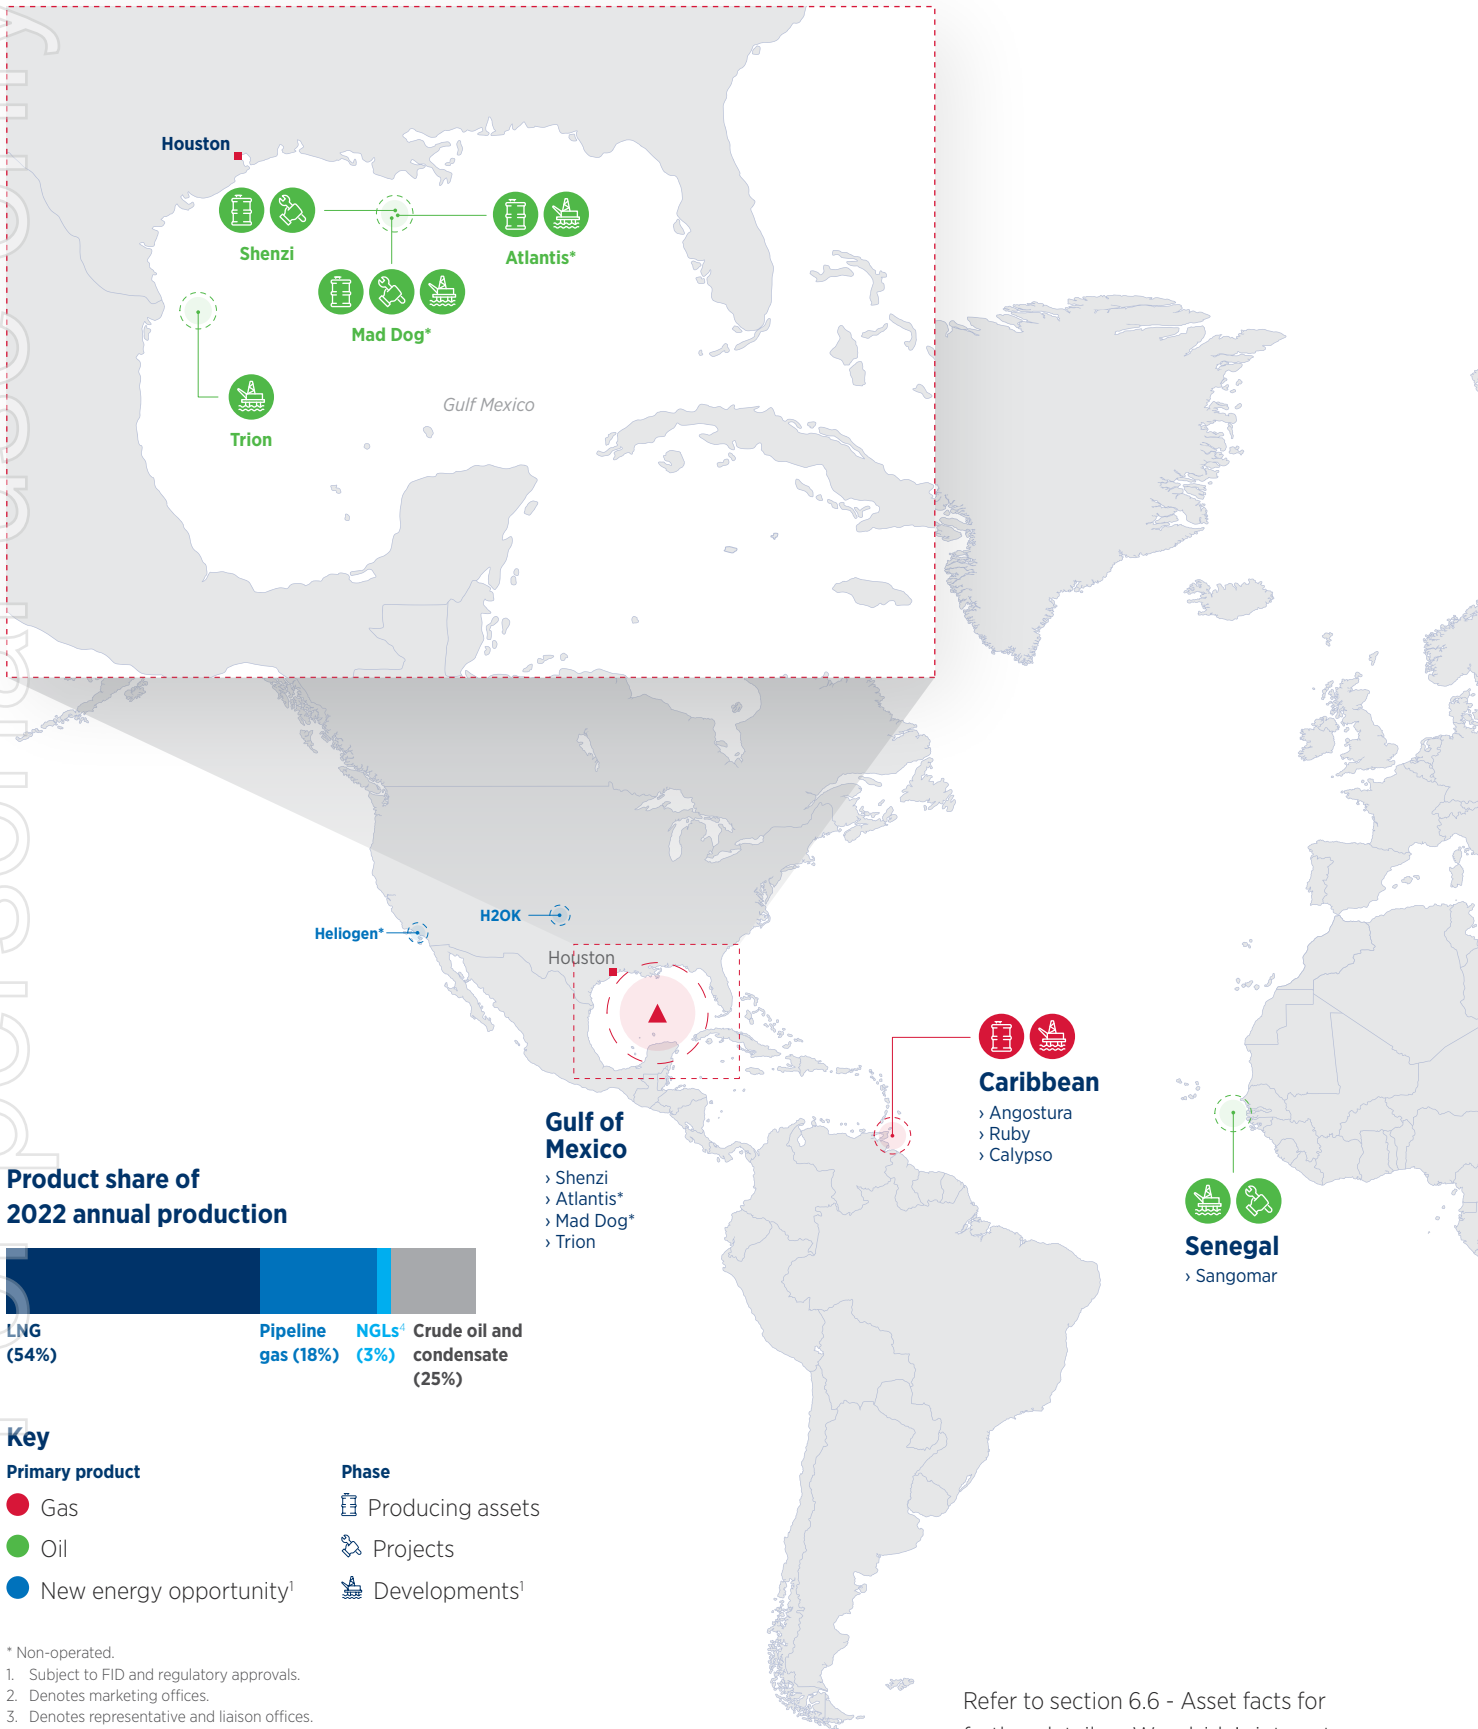 Houston
Shenzi
Atlantis*
Mad Dog*
Trion
Gulf Mexico
H2OK
Heliogen*
Houston
Gulf of
Mexico
› Shenzi
› Atlantis*
› Mad Dog*
› Trion
Caribbean
› Angostura
› Ruby
› Calypso
Senegal
› Sangomar
Product share of
2022 annual production
LNG
(54%)
Pipeline
gas (18%)
NGLs4
(3%)
Crude oil and
condensate
(25%)
Key
Primary product
Gas
Oil
New energy opportunity1
Phase
Producing assets
Projects
Developments1
* Non-operated.
1. Subject to FID and regulatory approvals.
2. Denotes marketing offices.
3. Denotes representative and liaison offices.
Refer to section 6.6 - Asset facts for
For personal use only